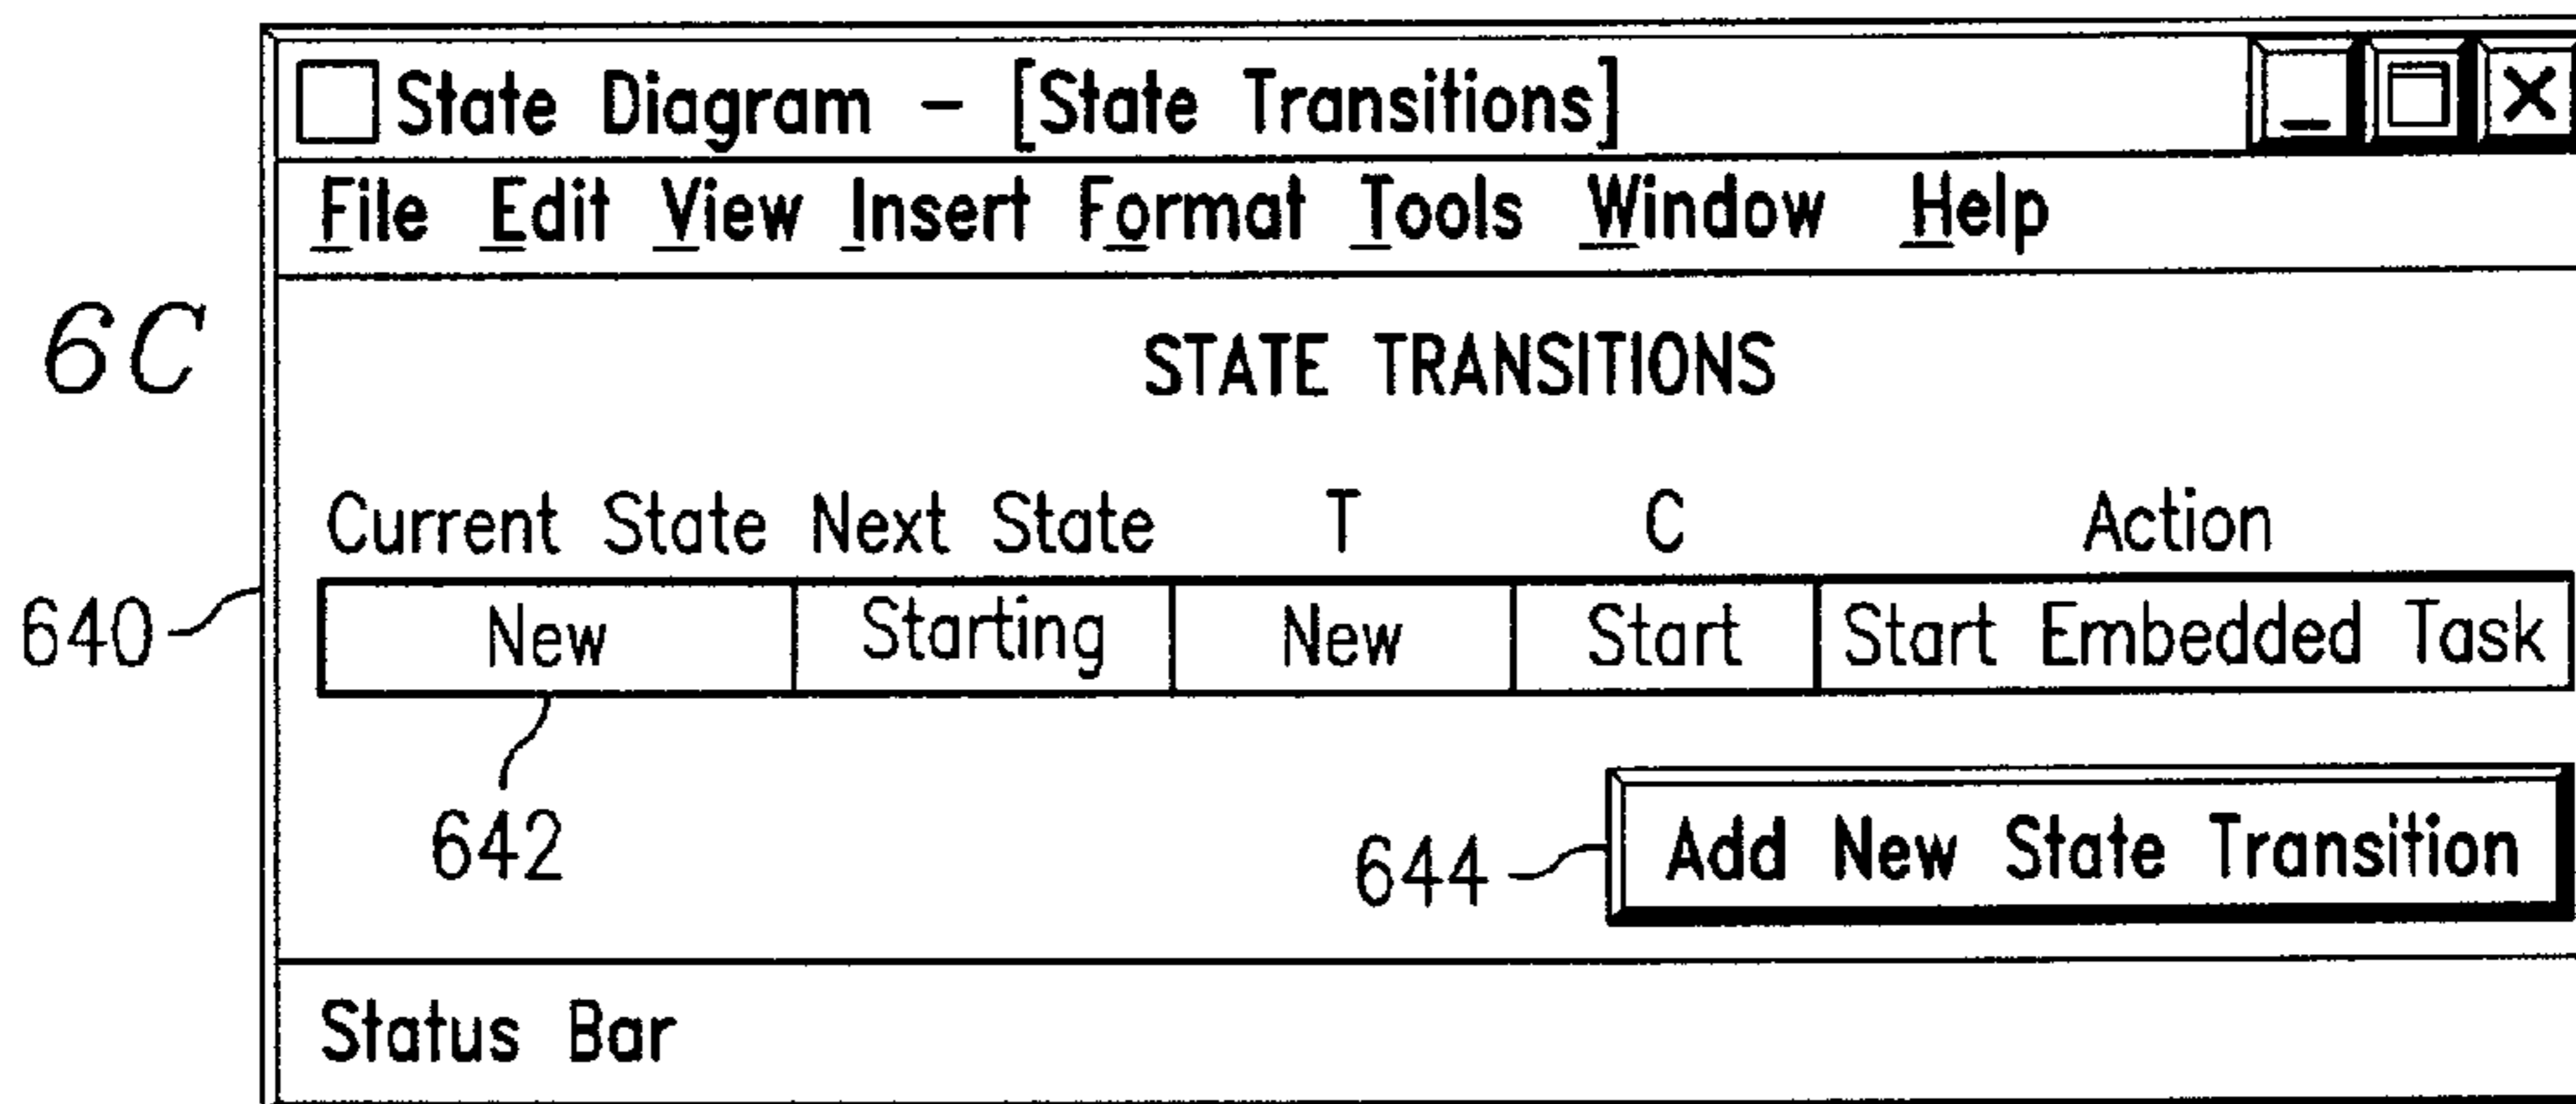 State Diagram – [State Transitions]
File Edit View Insert Format Tools Window Help
6C
STATE TRANSITIONS
Current State Next State T C Action
640 New Starting New Start Start Embedded Task
642
644 Add New State Transition
Status Bar